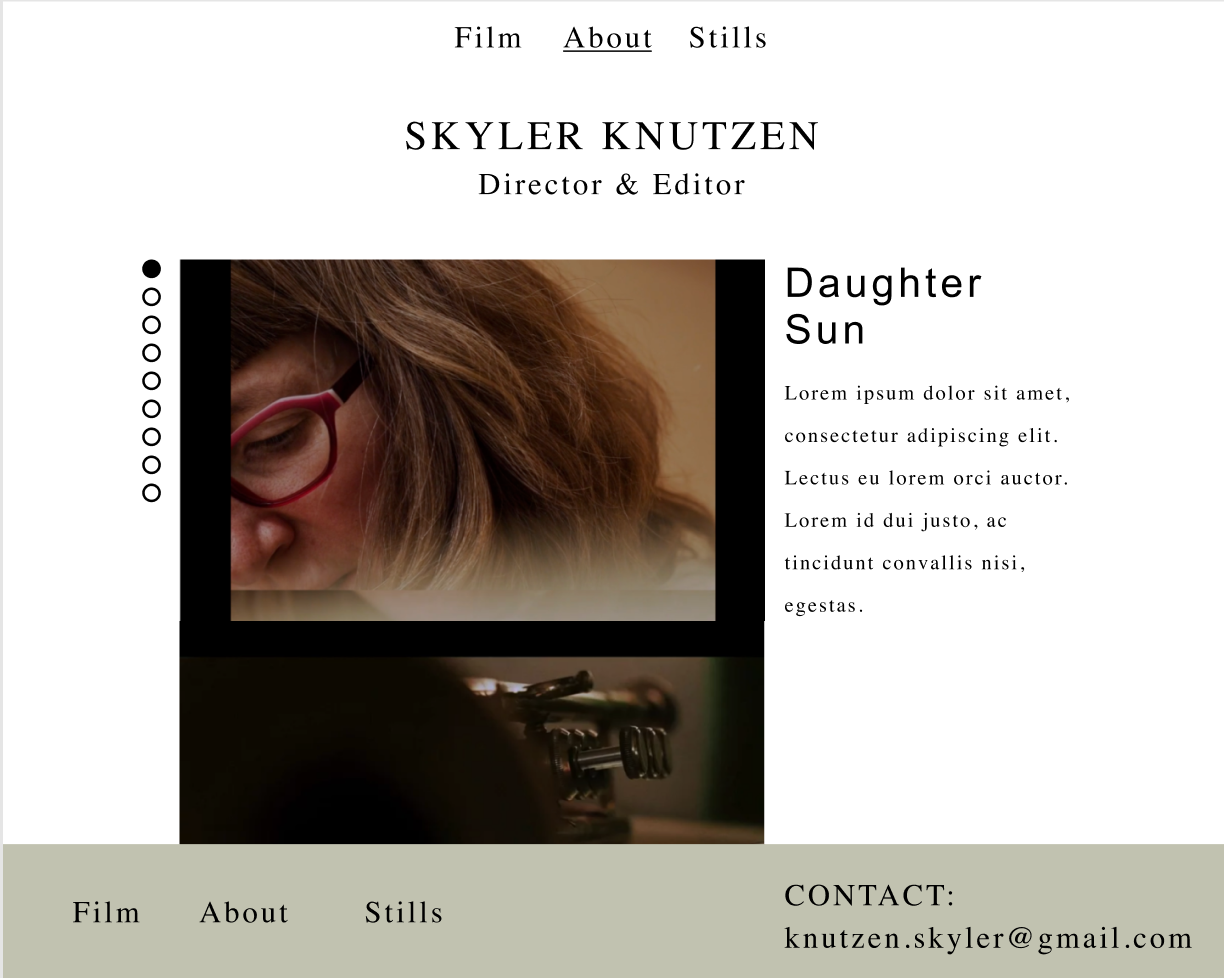 Film About Stills
SKYLER KNUTZEN
Director & Editor
Daughter
Sun
Lorem ipsum dolor sit amet,
consectetur adipiscing elit.
Lectus eu lorem orci auctor.
Lorem id dui justo, ac
tincidunt convallis nisi,
egestas.
Film About Stills
CONTACT:
knutzen.skyler@gmail.com